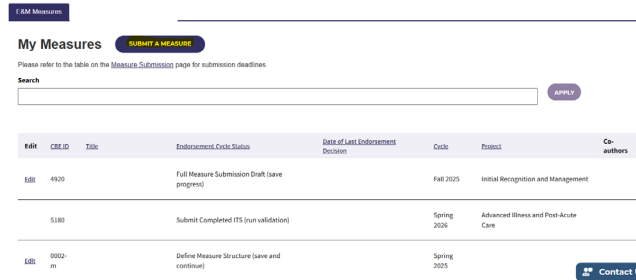 E&M Measures
My Measures SUBMIT A MEASURE
Please refer to the table on the Measure Submission page for submission deadlines.
Search
APPLY
Edit CBE ID Title Endorsement Cycle Status Date of Last Endorsement Decision Cycle Project Co-authors
Edit 4920 Full Measure Submission Draft (save progress) Fall 2025 Initial Recognition and Management
5180 Submit Completed ITS (run validation) Spring 2026 Advanced Illness and Post-Acute Care
Edit 0002-m Define Measure Structure (save and continue) Spring 2025
Contact